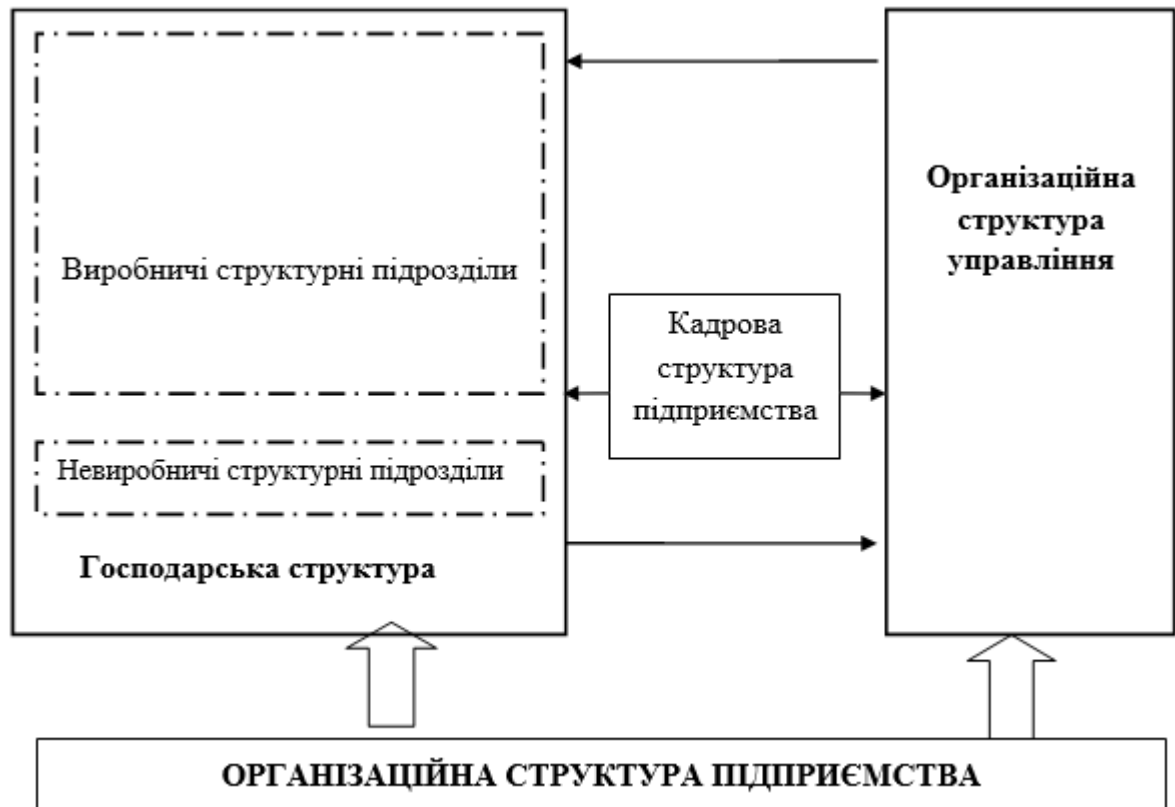 Виробничі структурні підрозділи
Невиробничі структурні підрозділи
Господарська структура
Кадрова
структура
підприємства
Організаційна
структура
управління
ОРГАНІЗАЦІЙНА СТРУКТУРА ПІДПРИЄМСТВА